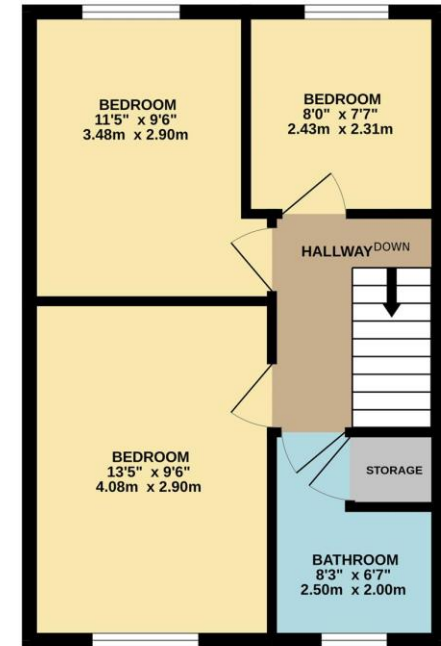 BEDROOM
11'5" x 9'6"
3.48m x 2.90m
BEDROOM
8'0" x 7'7"
2.43m x 2.31m
HALLWAY
DOWN
BEDROOM
13'5" x 9'6"
4.08m x 2.90m
STORAGE
BATHROOM
8'3" x 6'7"
2.50m x 2.00m